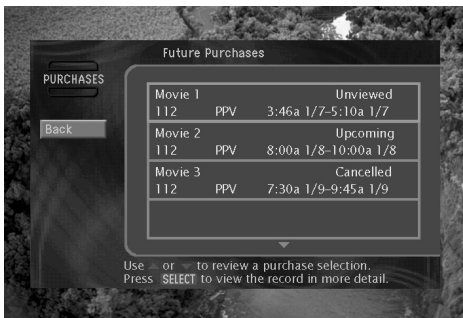 Future Purchases
PURCHASES
Back
Movie 1 Unviewed
112 PPV 3:46a 1/7–5:10a 1/7
Movie 2 Upcoming
112 PPV 8:00a 1/8–10:00a 1/8
Movie 3 Cancelled
112 PPV 7:30a 1/9–9:45a 1/9
Use or to review a purchase selection.
Press SELECT to view the record in more detail.